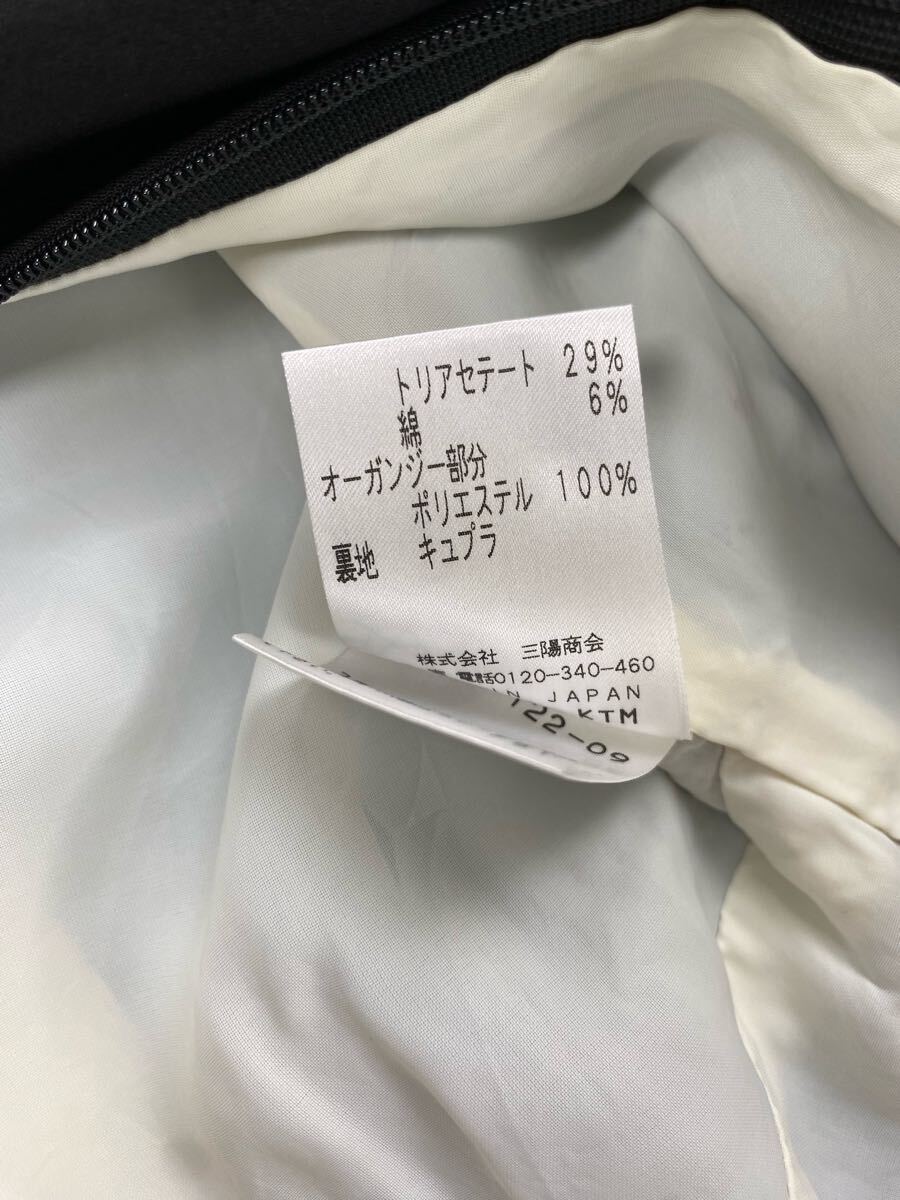 トリアセテート 29%
綿 6%
オーガンジー部分
ポリエステル 100%
裏地 キュプラ
株式会社 三陽商会
電話0120-340-460
IN JAPAN
KTM
122-09